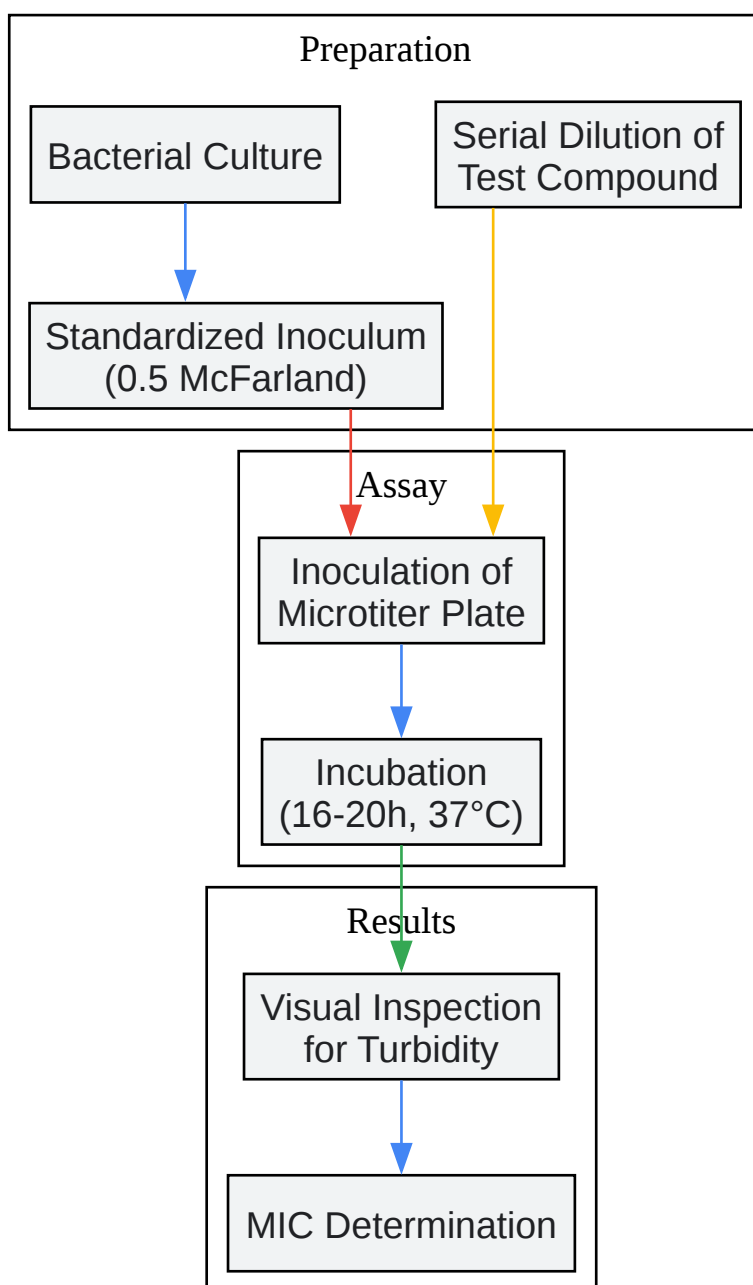 Preparation
Bacterial Culture
Serial Dilution of
Test Compound
Standardized Inoculum
(0.5 McFarland)
Assay
Inoculation of
Microtiter Plate
Incubation
(16-20h, 37°C)
Results
Visual Inspection
for Turbidity
MIC Determination